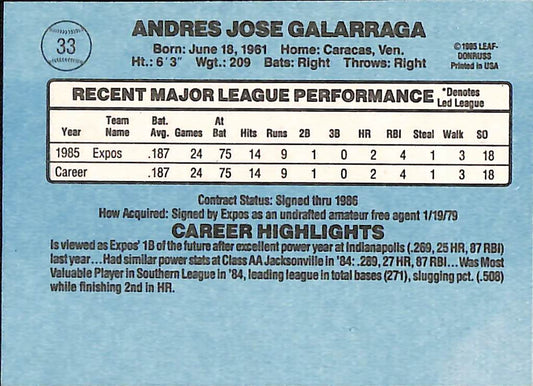 ANDRES JOSE GALARRAGA
33
Born: June 18, 1961 Home: Caracas, Ven.
Ht.: 6'3" Wgt.: 209 Bats: Right Throws: Right
© 1985 LEAF-
DONRUSS
Printed in USA
RECENT MAJOR LEAGUE PERFORMANCE *Denotes
Led League
Year Team Name Bat. Avg. Games At Bat Hits Runs 2B 3B HR RBI Steal Walk SO
1985 Expos .187 24 75 14 9 1 0 2 4 1 3 18
Career .187 24 75 14 9 1 0 2 4 1 3 18
Contract Status: Signed thru 1986
How Acquired: Signed by Expos as an undrafted amateur free agent 1/19/79
CAREER HIGHLIGHTS
Is viewed as Expos' 1B of the future after excellent power year at Indianapolis (.269, 25 HR, 87 RBI)
last year...Had similar power stats at Class AA Jacksonville in '84: .289, 27 HR, 87 RBI...Was Most
Valuable Player in Southern League in '84, leading league in total bases (271), slugging pct. (.508)
while finishing 2nd in HR.